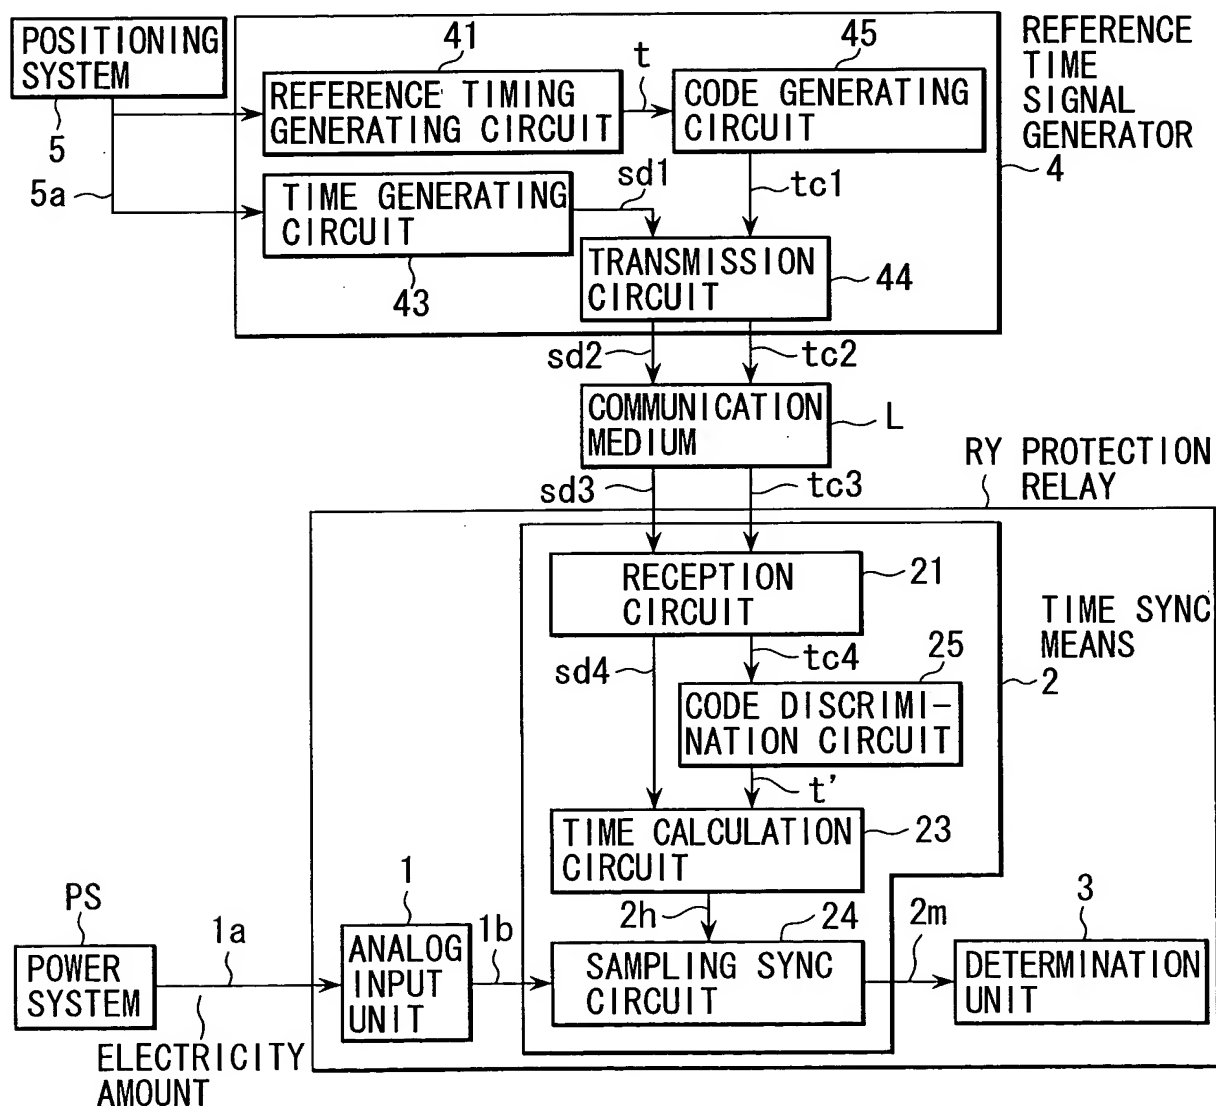 POSITIONING
SYSTEM
5
5a
41
t
45
REFERENCE
TIME
SIGNAL
GENERATOR
4
REFERENCE TIMING
GENERATING CIRCUIT
CODE GENERATING
CIRCUIT
TIME GENERATING
CIRCUIT
sd1
tc1
43
TRANSMISSION
CIRCUIT
44
sd2
tc2
COMMUNICATION
MEDIUM
L
sd3
tc3
RY PROTECTION
RELAY
RECEPTION
CIRCUIT
21
TIME SYNC
MEANS
2
sd4
tc4
25
CODE DISCRIMI-
NATION CIRCUIT
t'
TIME CALCULATION
CIRCUIT
23
PS
1a
1
1b
2h
24
2m
3
POWER
SYSTEM
ANALOG
INPUT
UNIT
SAMPLING SYNC
CIRCUIT
DETERMINATION
UNIT
ELECTRICITY
AMOUNT